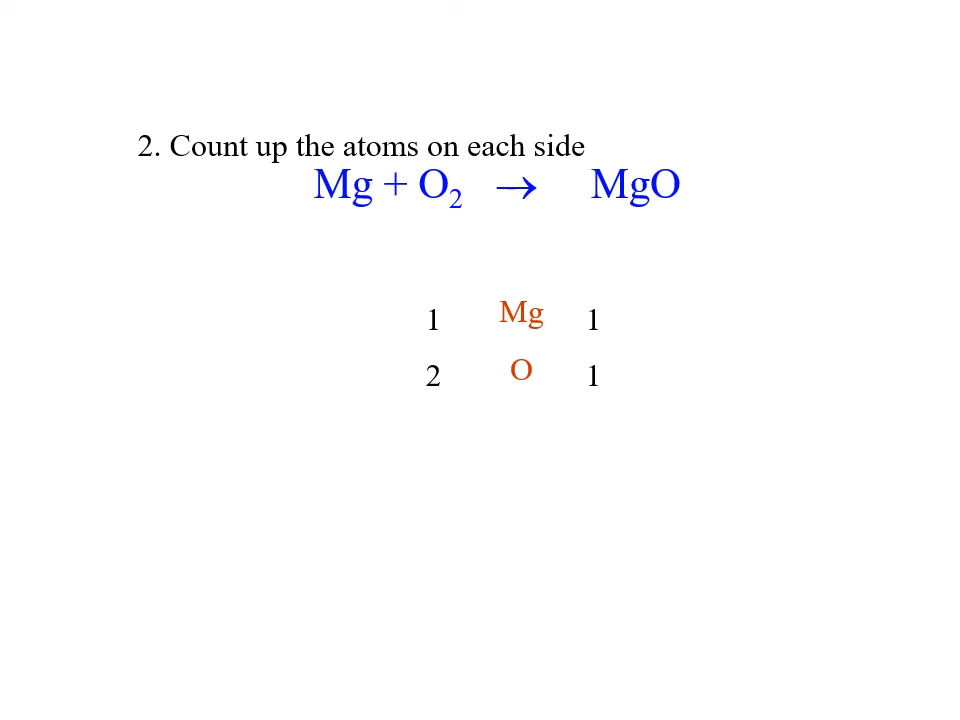 2. Count up the atoms on each side
Mg + O₂ → MgO
1 Mg 1
2 O 1